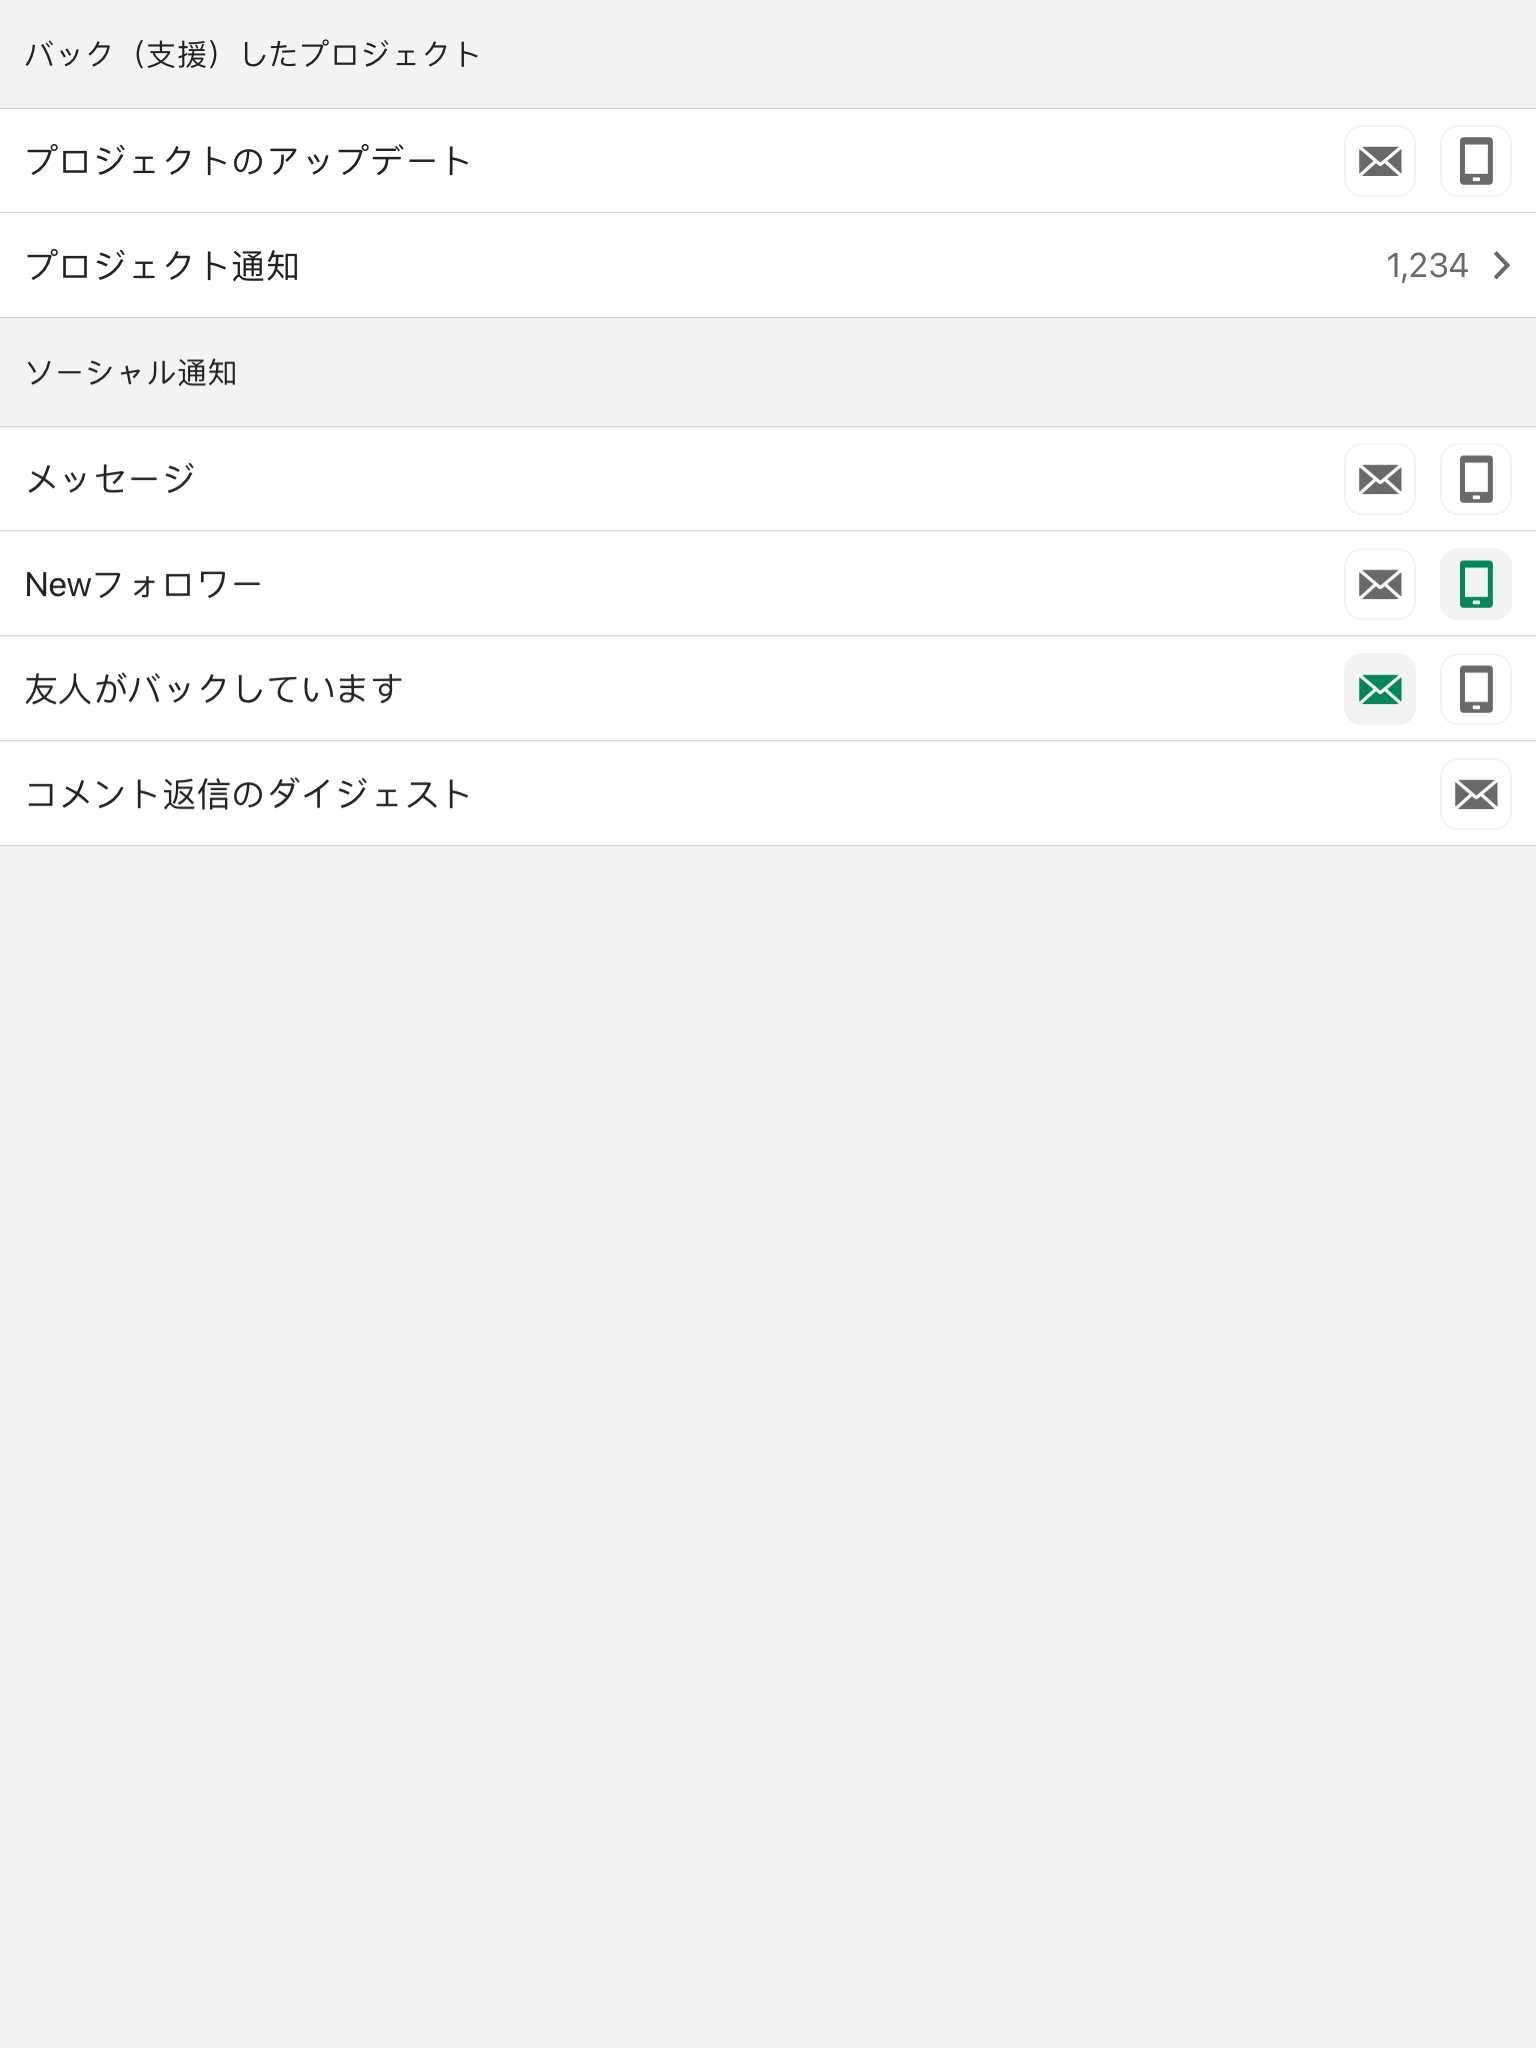 バック（支援）したプロジェクト
プロジェクトのアップデート
プロジェクト通知 1,234
ソーシャル通知
メッセージ
Newフォロワー
友人がバックしています
コメント返信のダイジェスト